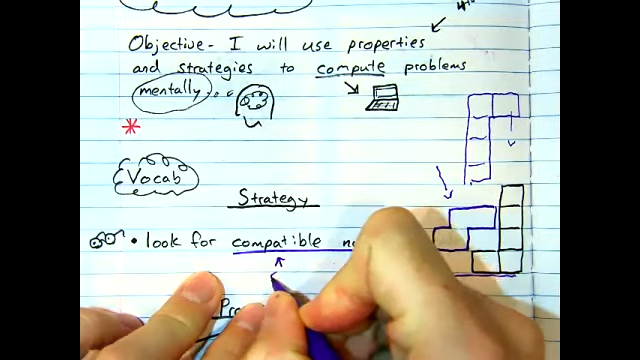 Objective - I will use properties
and strategies to compute problems
mentally...
Vocab
Strategy
• look for compatible